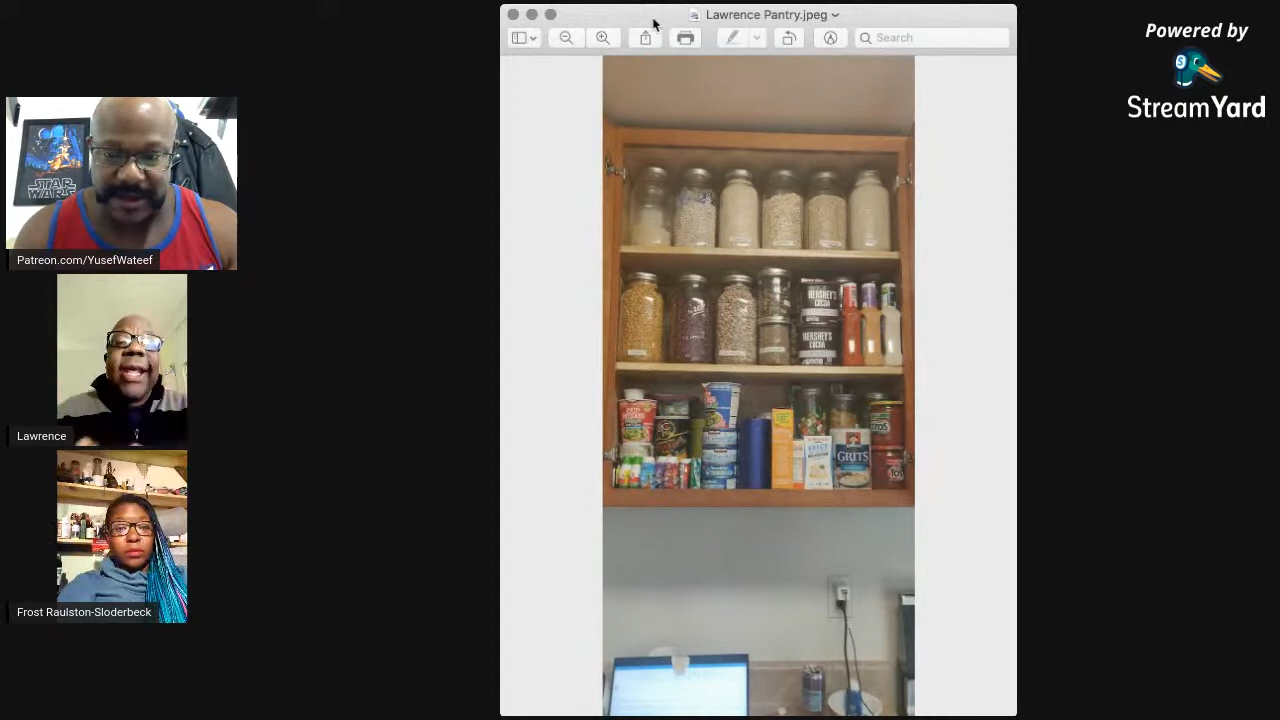 Lawrence Pantry.jpeg
Search
Powered by
StreamYard
STAR
WARS
Patreon.com/YusefWateef
Lawrence
Frost Raulston-Sloderbeck
HERSHEY'S
COCOA
HERSHEY'S
COCOA
GRITS